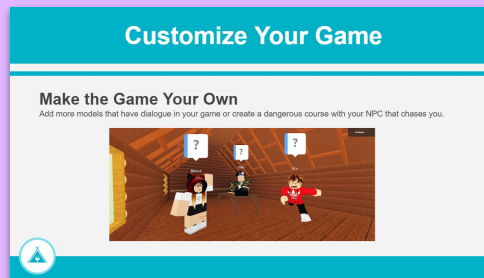 Customize Your Game
Make the Game Your Own
Add more models that have dialogue in your game or create a dangerous course with your NPC that chases you.
?
?
?